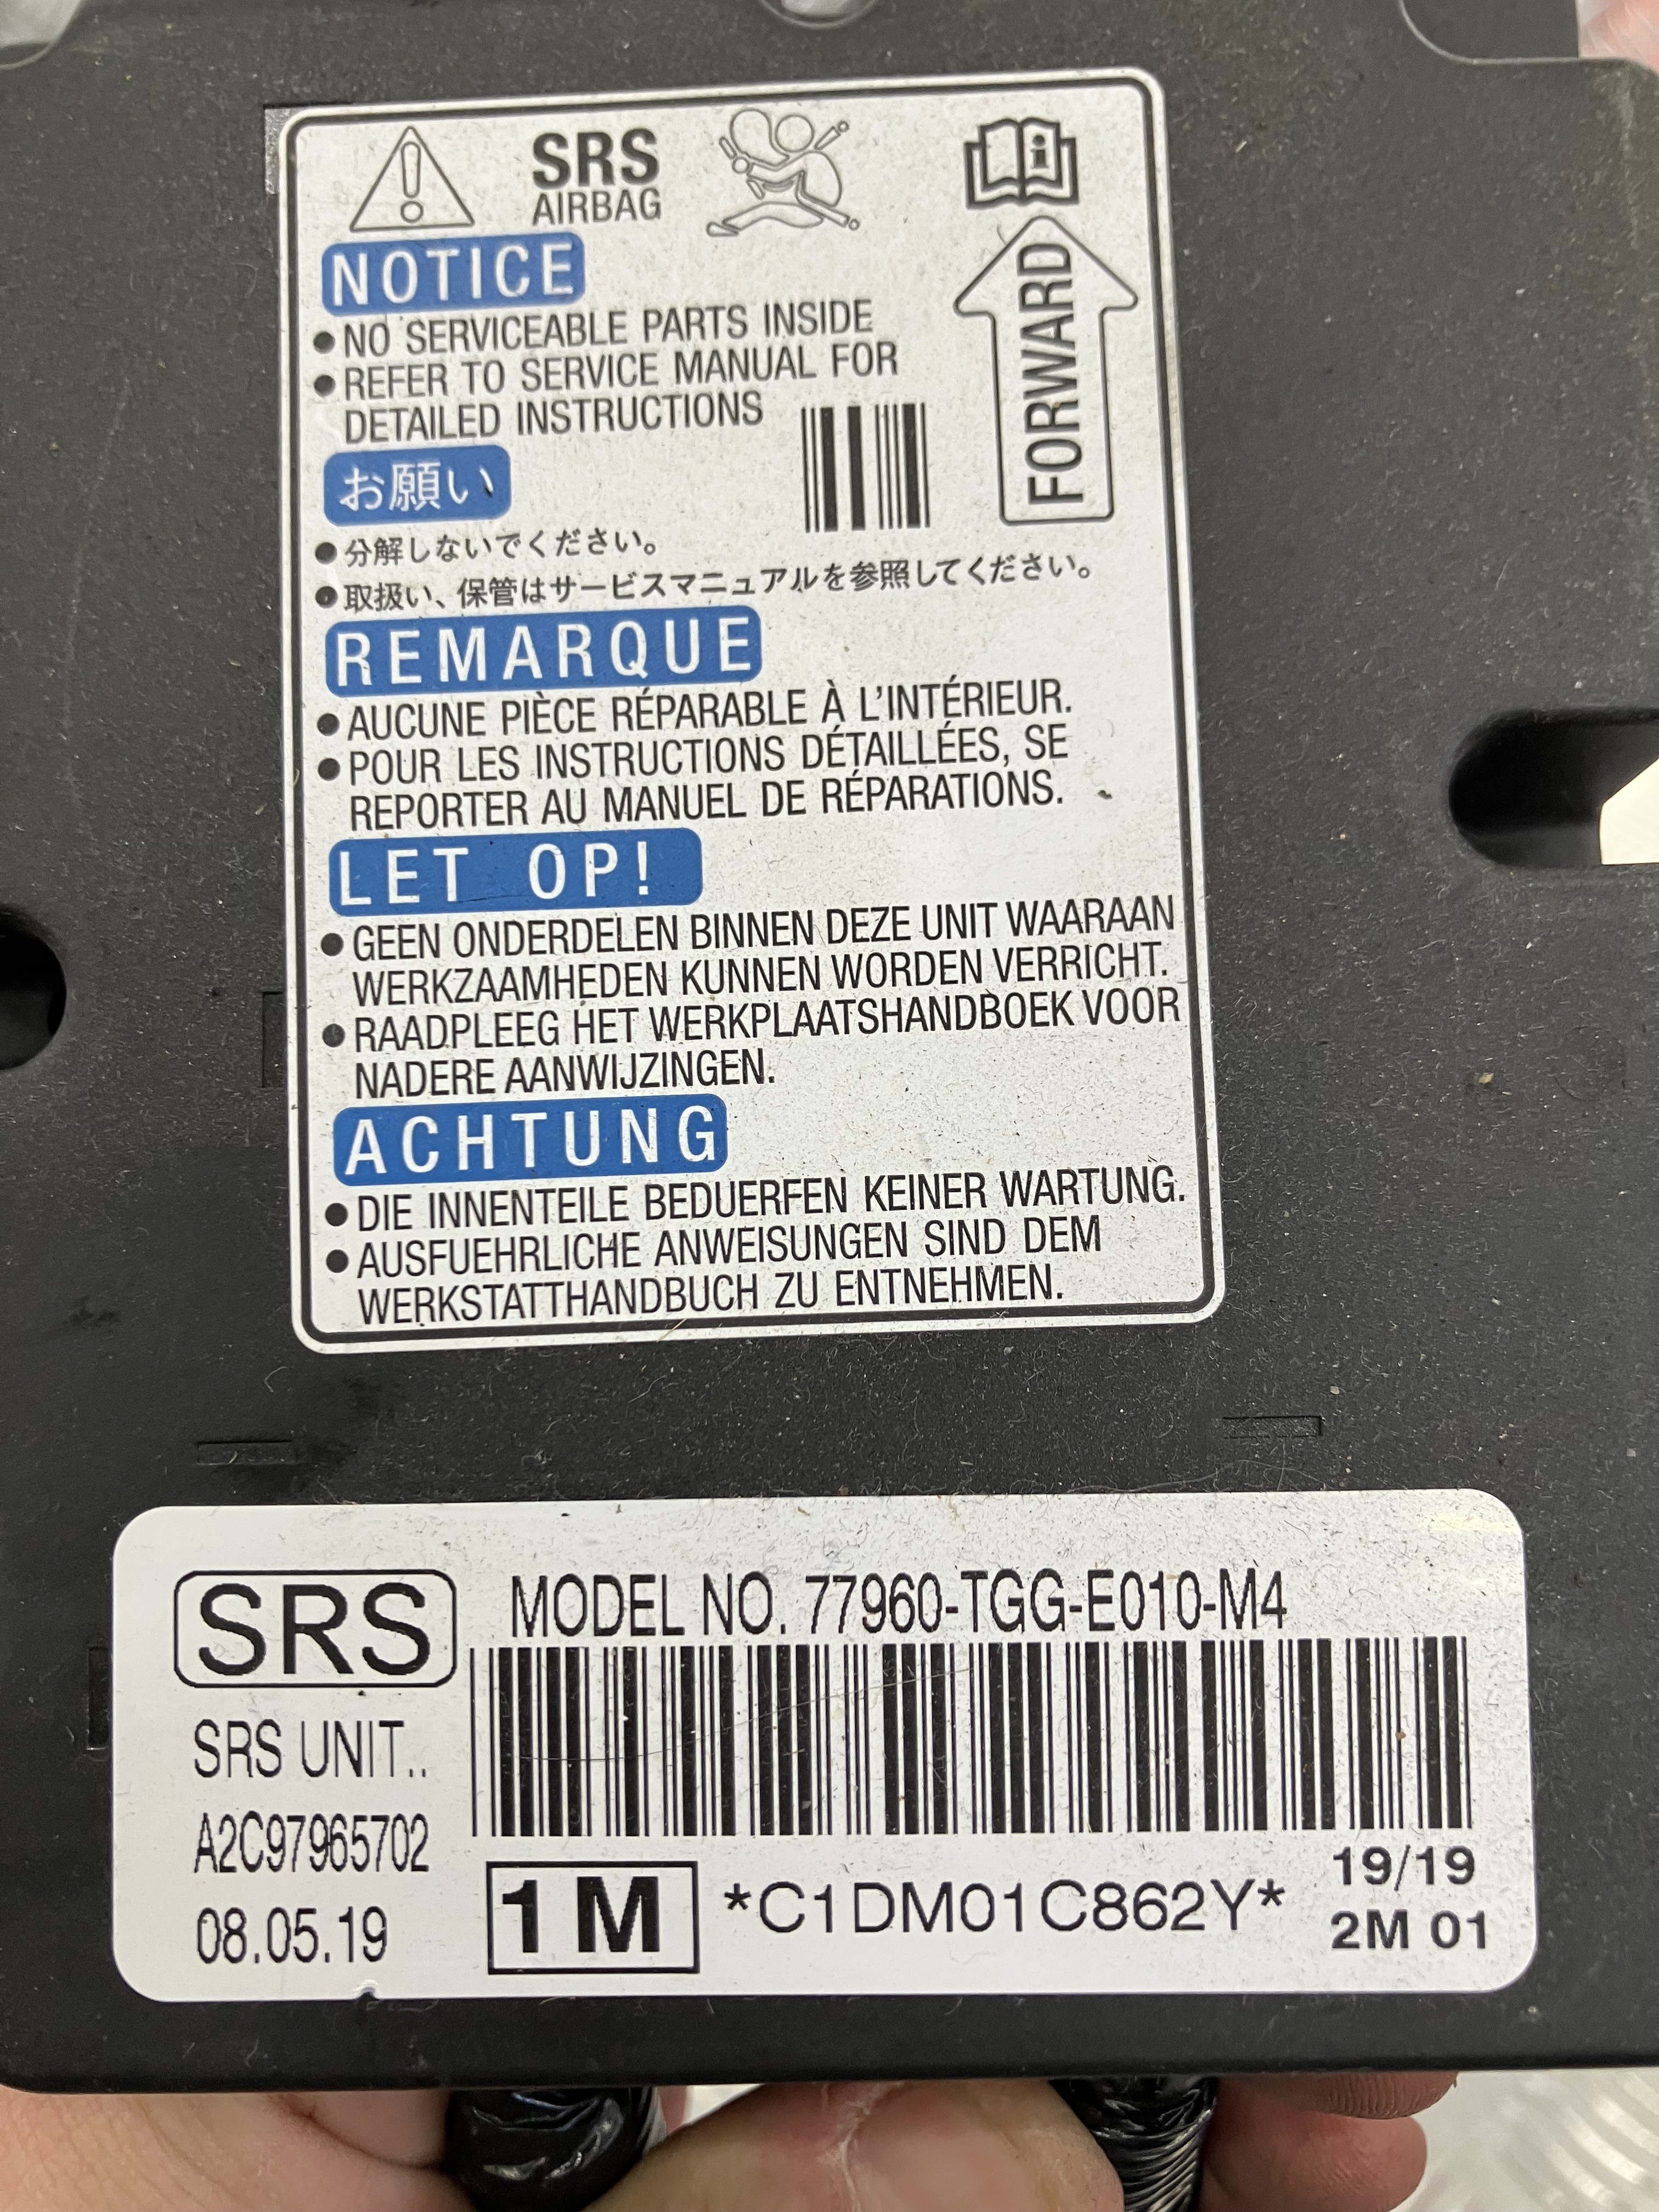 SRS
AIRBAG
NOTICE
● NO SERVICEABLE PARTS INSIDE
● REFER TO SERVICE MANUAL FOR
DETAILED INSTRUCTIONS
FORWARD
お願い
● 分解しないでください。
● 取扱い、保管はサービスマニュアルを参照してください。
REMARQUE
● AUCUNE PIÈCE RÉPARABLE À L'INTÉRIEUR.
● POUR LES INSTRUCTIONS DÉTAILLÉES, SE
REPORTER AU MANUEL DE RÉPARATIONS.
LET OP!
● GEEN ONDERDELEN BINNEN DEZE UNIT WAARAAN
WERKZAAMHEDEN KUNNEN WORDEN VERRICHT.
● RAADPLEEG HET WERKPLAATSHANDBOEK VOOR
NADERE AANWIJZINGEN.
ACHTUNG
● DIE INNENTEILE BEDUERFEN KEINER WARTUNG.
● AUSFUEHRLICHE ANWEISUNGEN SIND DEM
WERKSTATTHANDBUCH ZU ENTNEHMEN.
SRS MODEL NO. 77960-TGG-E010-M4
SRS UNIT..
A2C97965702
08.05.19
1 M *C1DM01C862Y*
19/19
2M 01